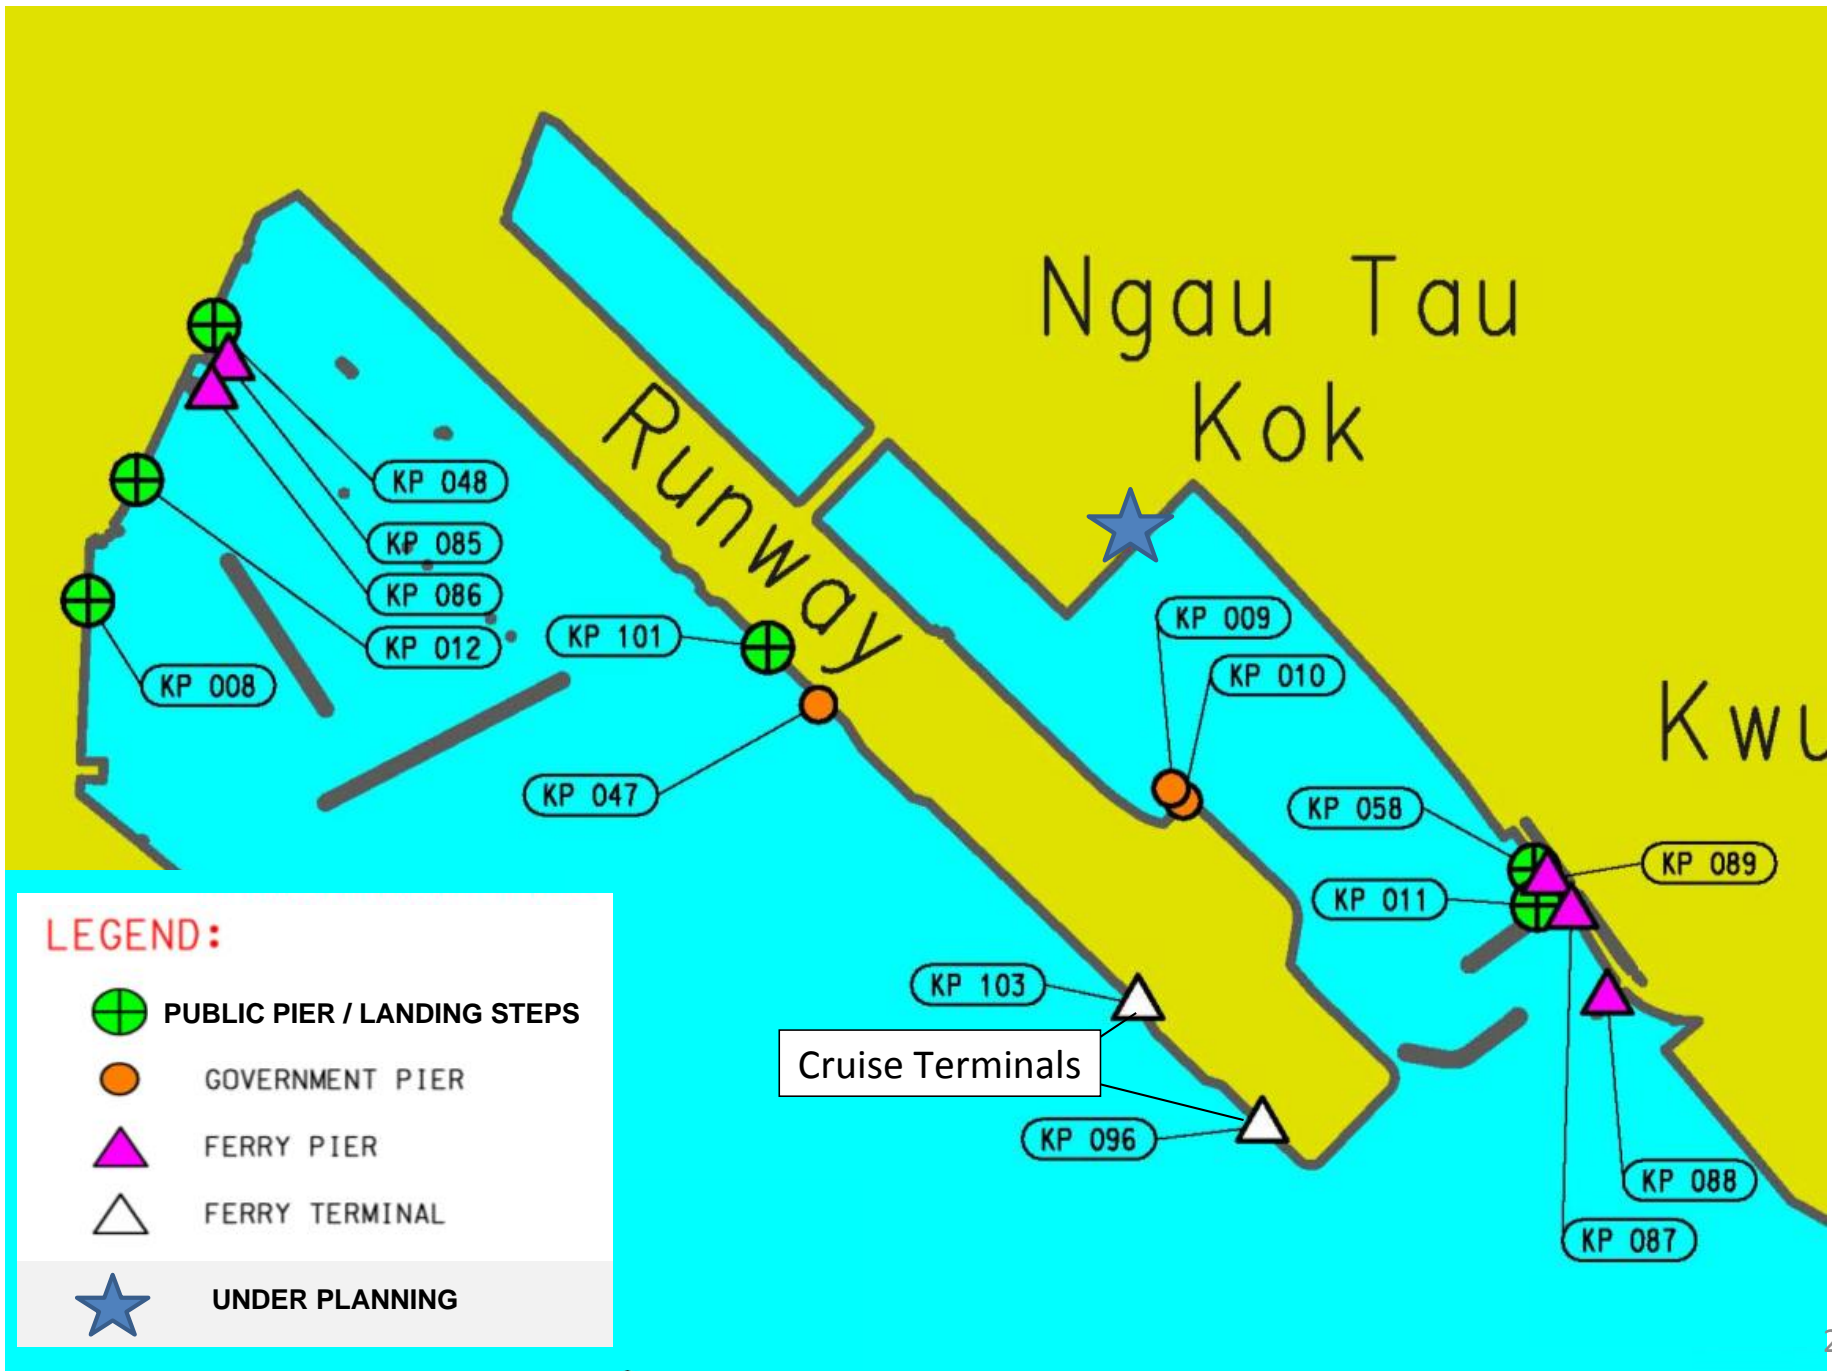 Ngau Tau
Kok
Runway
Kwu
KP 048
KP 085
KP 086
KP 012
KP 008
KP 101
KP 047
KP 009
KP 010
KP 058
KP 089
KP 011
KP 103
Cruise Terminals
KP 096
KP 088
KP 087
LEGEND:
PUBLIC PIER / LANDING STEPS
GOVERNMENT PIER
FERRY PIER
FERRY TERMINAL
UNDER PLANNING
2